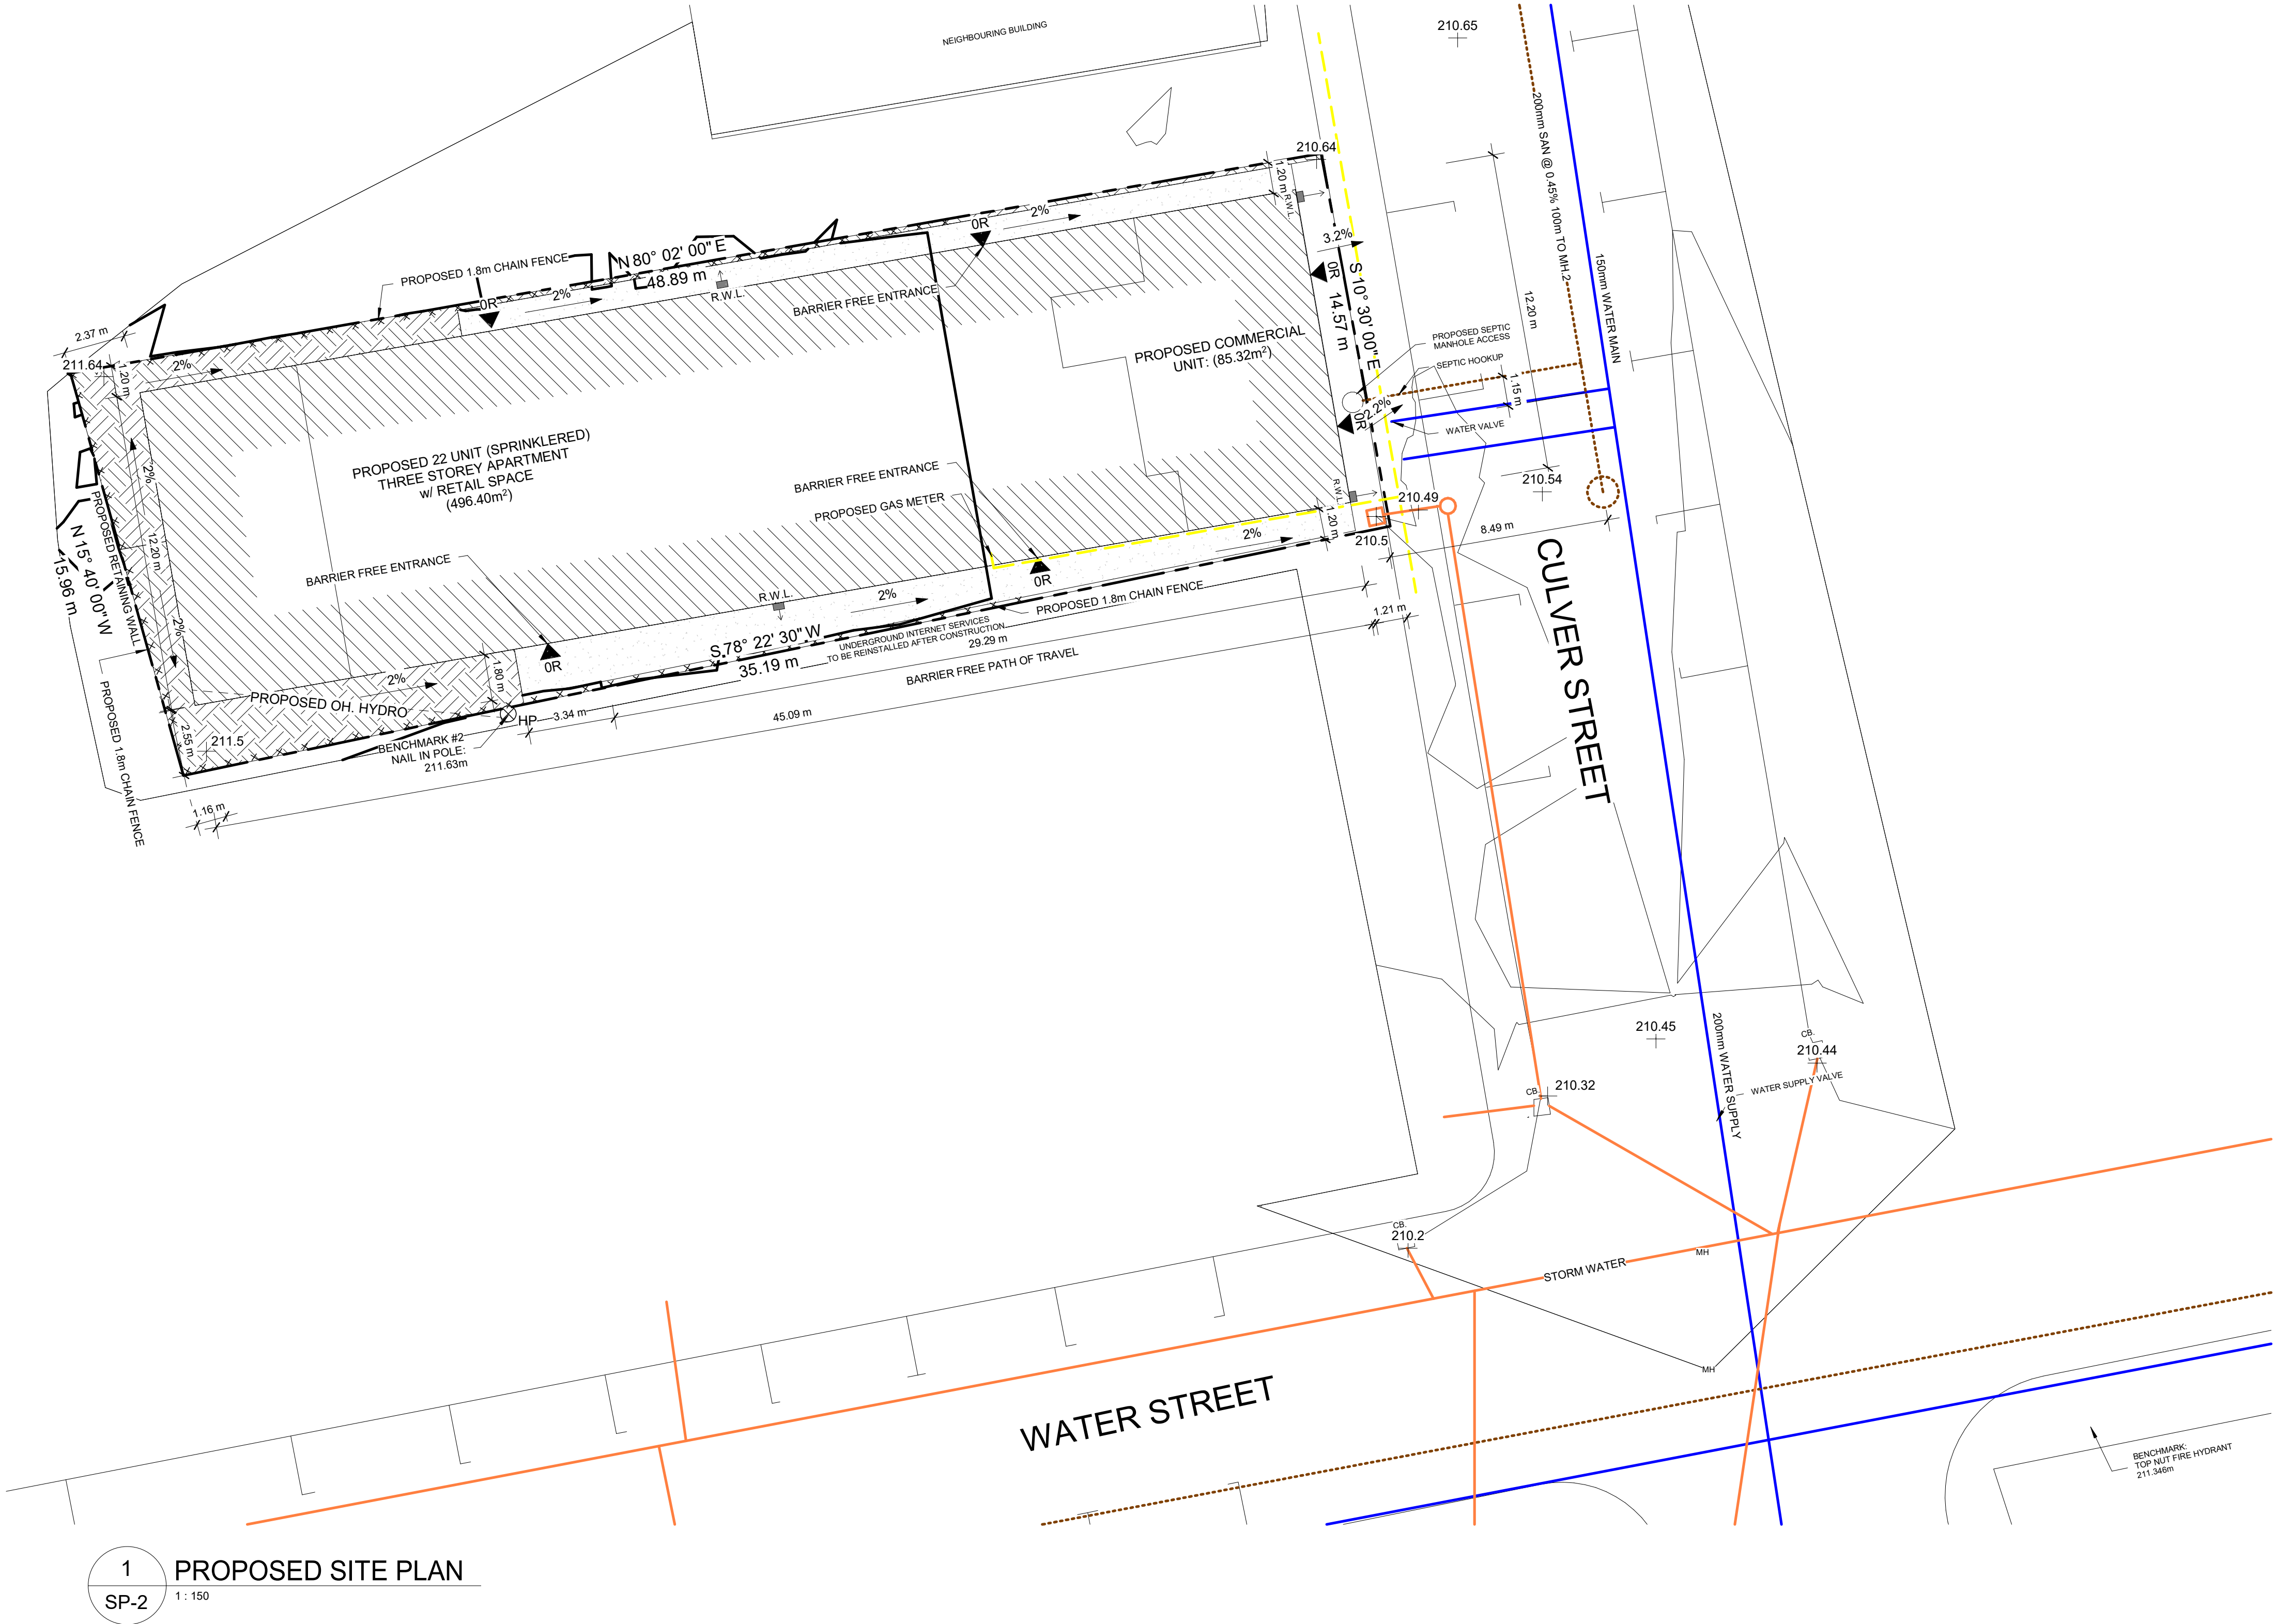 NEIGHBOURING BUILDING
210.65
200mm SAN @ 0.45% 100m TO MH.2
150mm WATER MAIN
210.64
1.20 m
R.W.L.
0R
2%
3.2%
N 80° 02' 00" E
48.89 m
PROPOSED 1.8m CHAIN FENCE
0R
2%
R.W.L.
BARRIER FREE ENTRANCE
0R
14.57 m
S 10° 30' 00" E
12.20 m
2.37 m
211.64
1.20 m
2%
PROPOSED COMMERCIAL
UNIT: (85.32m²)
PROPOSED SEPTIC
MANHOLE ACCESS
SEPTIC HOOKUP
1.15 m
2.2%
0R
WATER VALVE
PROPOSED 22 UNIT (SPRINKLERED)
THREE STOREY APARTMENT
w/ RETAIL SPACE
(496.40m²)
2%
12.20 m
2%
PROPOSED RETAINING WALL
N 15° 40' 00" W
15.96 m
BARRIER FREE ENTRANCE
PROPOSED GAS METER
R.W.L.
1.20 m
210.49
210.54
210.5
8.49 m
2%
BARRIER FREE ENTRANCE
0R
R.W.L.
2%
0R
PROPOSED 1.8m CHAIN FENCE
1.21 m
CULVER STREET
S 78° 22' 30" W
35.19 m
UNDERGROUND INTERNET SERVICES
TO BE REINSTALLED AFTER CONSTRUCTION.
29.29 m
BARRIER FREE PATH OF TRAVEL
1.80 m
2%
PROPOSED OH. HYDRO
HP
3.34 m
45.09 m
BENCHMARK #2
NAIL IN POLE:
211.63m
2.55 m
211.5
PROPOSED 1.8m CHAIN FENCE
1.16 m
210.45
200mm WATER SUPPLY
CB.
210.44
WATER SUPPLY VALVE
CB.
210.32
CB.
210.2
STORM WATER
MH
MH
WATER STREET
BENCHMARK:
TOP NUT FIRE HYDRANT
211.346m
1
SP-2
PROPOSED SITE PLAN
1 : 150